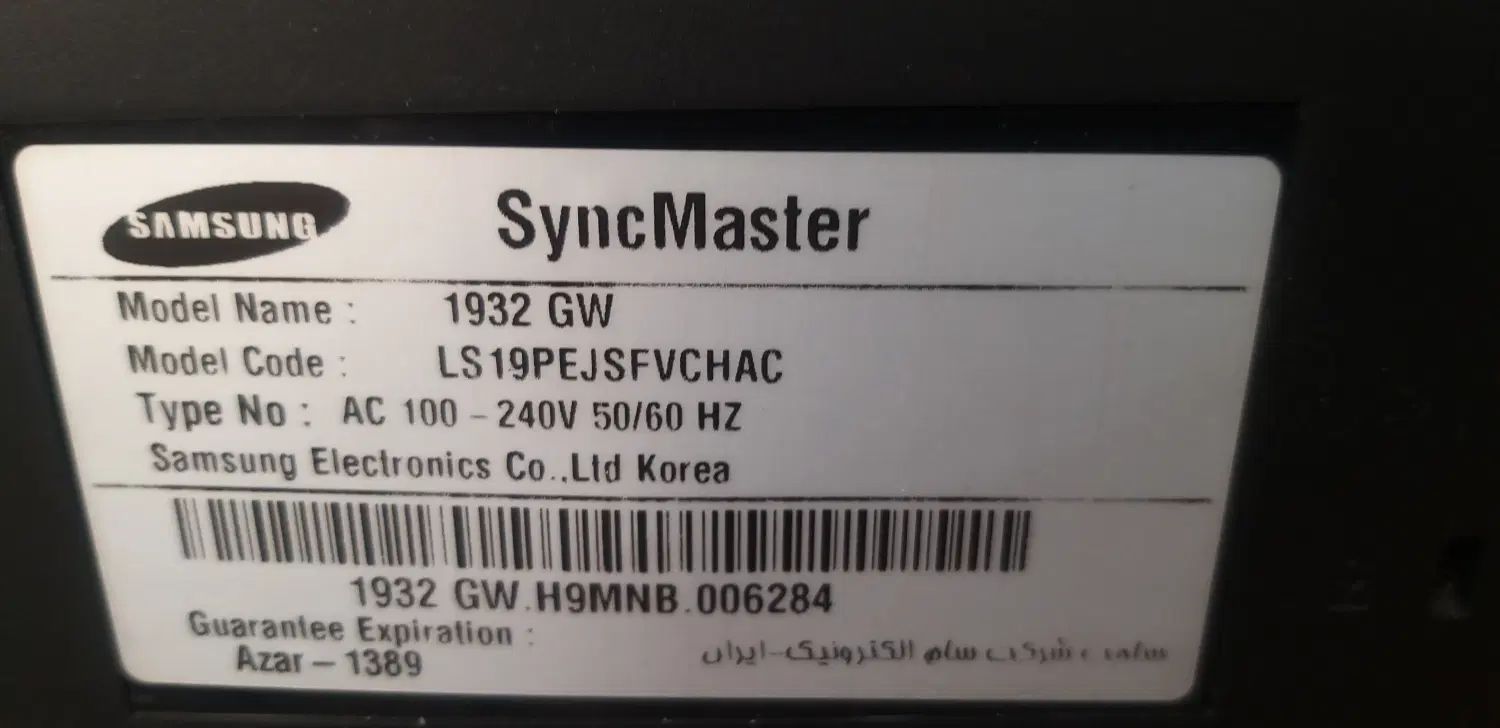 SAMSUNG SyncMaster
Model Name : 1932 GW
Model Code : LS19PEJSFVCHAC
Type No : AC 100 - 240V 50/60 HZ
Samsung Electronics Co.,Ltd Korea
1932 GW.H9MNB.006284
Guarantee Expiration :
Azar - 1389
شرکت سام الکترونیک-ایران